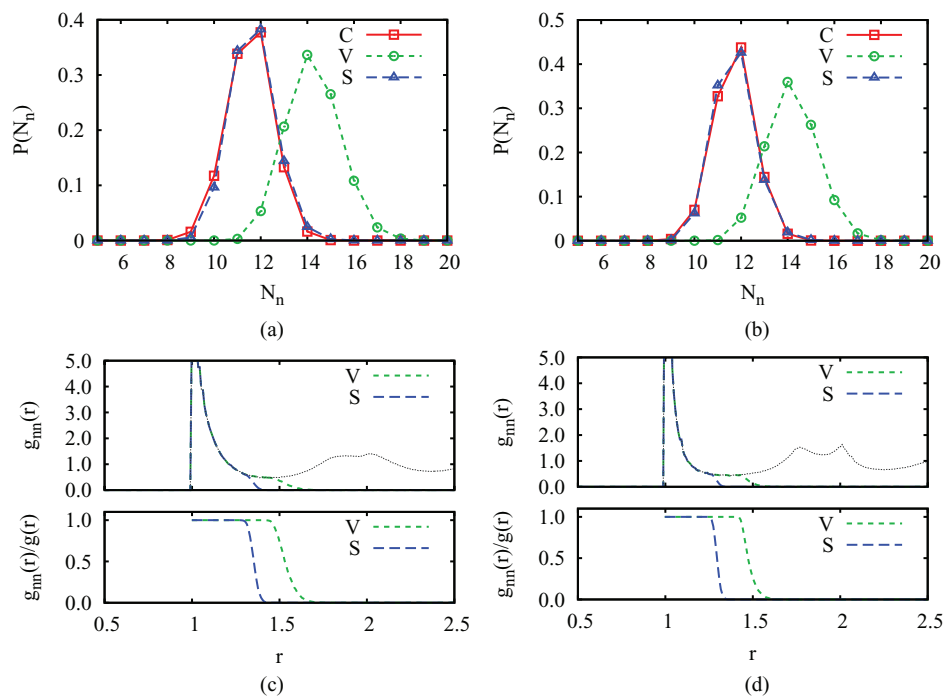 0.4
0.3
0.2
0.1
0
P(Nn)
C
V
S
6 8 10 12 14 16 18 20
Nn
(a)
0.5
0.4
0.3
0.2
0.1
0
P(Nn)
C
V
S
6 8 10 12 14 16 18 20
Nn
(b)
5.0
4.0
3.0
2.0
1.0
0.0
gnn(r)
V
S
1.0
0.5
0.0
gnn(r)/g(r)
V
S
0.5 1 1.5 2 2.5
r
(c)
5.0
4.0
3.0
2.0
1.0
0.0
gnn(r)
V
S
1.0
0.5
0.0
gnn(r)/g(r)
V
S
0.5 1 1.5 2 2.5
r
(d)